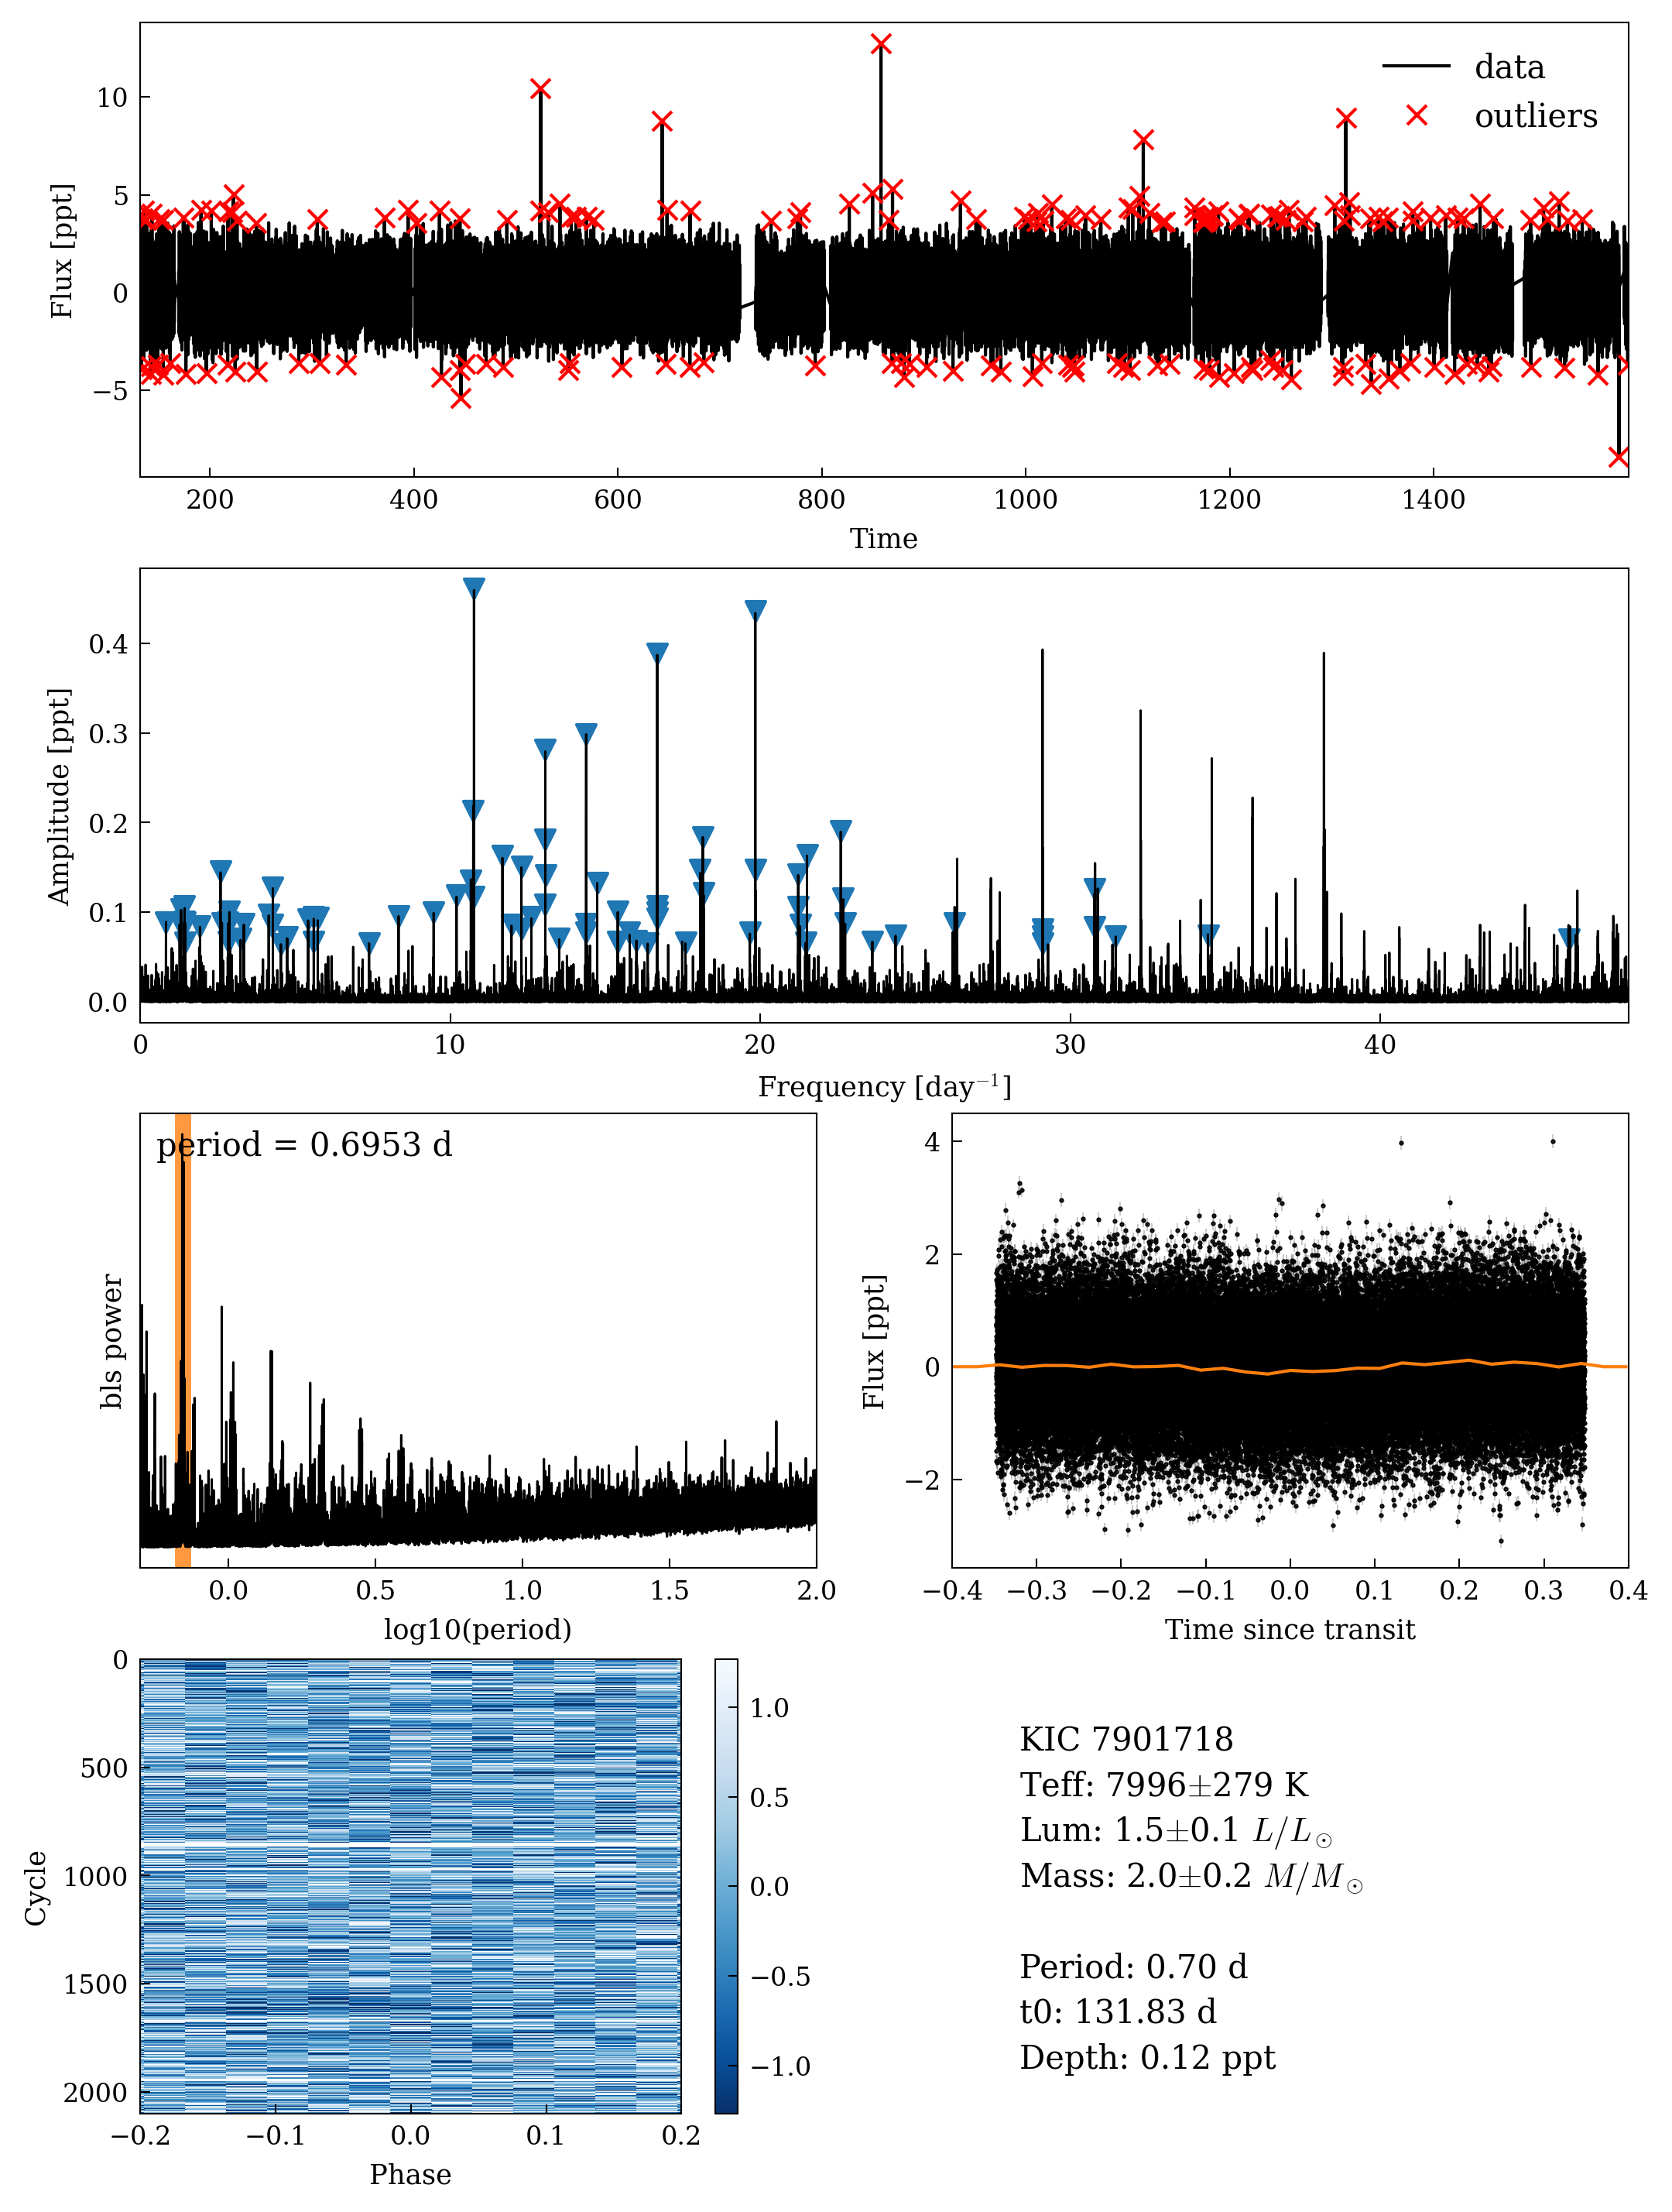 data
outliers
10
5
0
−5
Flux [ppt]
200 400 600 800 1000 1200 1400
Time
0.4
0.3
0.2
0.1
0.0
Amplitude [ppt]
0 10 20 30 40
Frequency [day⁻¹]
period = 0.6953 d
bls power
0.0 0.5 1.0 1.5 2.0
log10(period)
4
2
0
−2
Flux [ppt]
−0.4 −0.3 −0.2 −0.1 0.0 0.1 0.2 0.3 0.4
Time since transit
0
500
1000
1500
2000
Cycle
−0.2 −0.1 0.0 0.1 0.2
Phase
1.0
0.5
0.0
−0.5
−1.0
KIC 7901718
Teff: 7996±279 K
Lum: 1.5±0.1 L/L☉
Mass: 2.0±0.2 M/M☉
Period: 0.70 d
t0: 131.83 d
Depth: 0.12 ppt